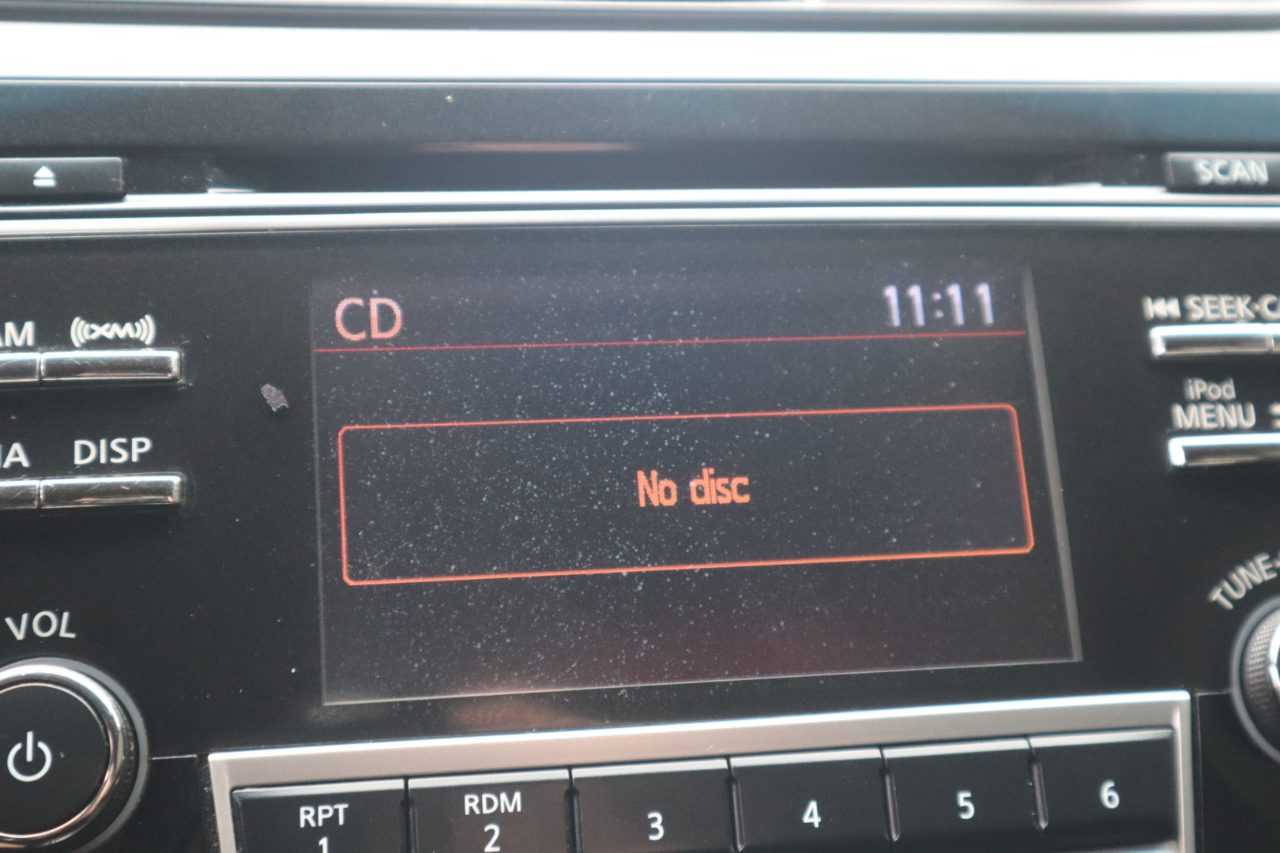 SCAN
CD 11:11
AM XM
SEEK·C
iPod
MENU
DISP
No disc
VOL
TUNE
RPT
1
RDM
2
3
4
5
6